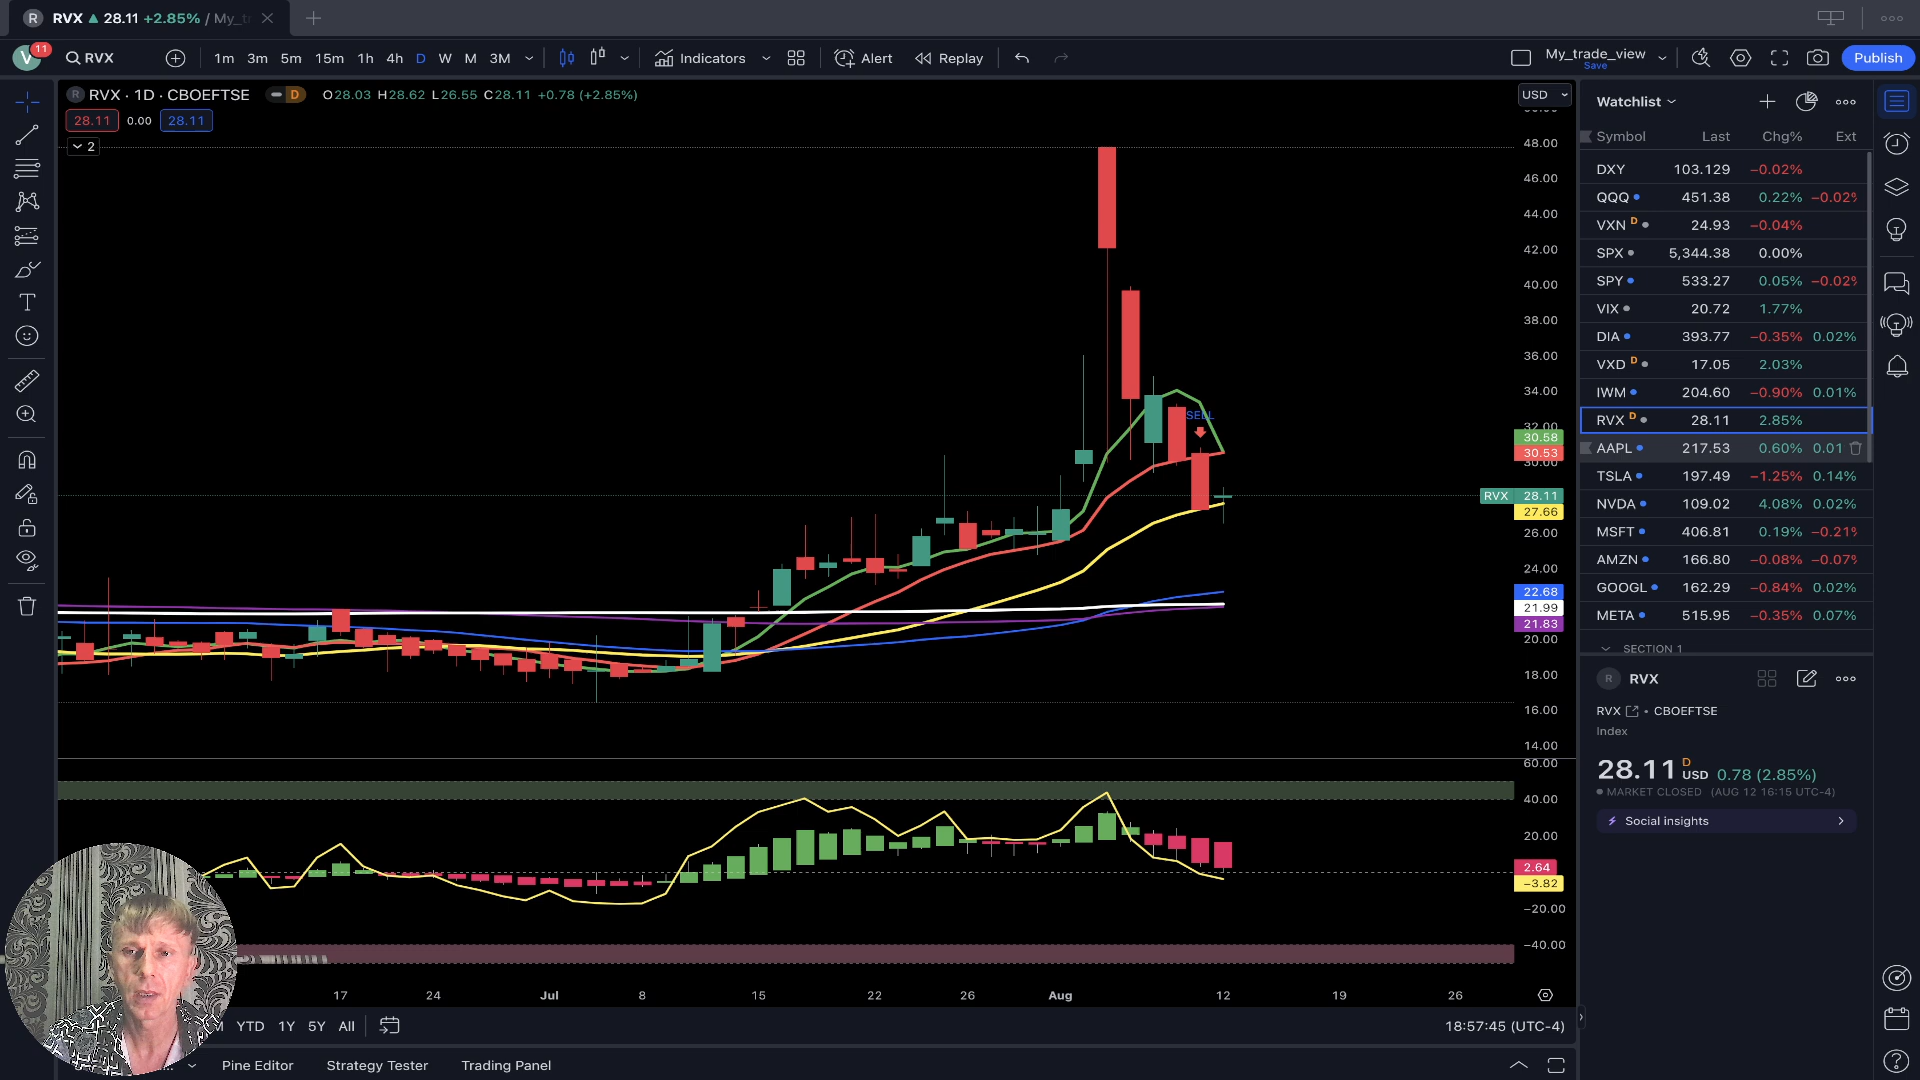 R RVX ▲ 28.11 +2.85% / My_t
V 11 RVX 1m 3m 5m 15m 1h 4h D W M 3M Indicators Alert Replay My_trade_view Save Publish
R RVX · 1D · CBOEFTSE D O28.03 H28.62 L26.55 C28.11 +0.78 (+2.85%)
28.11 0.00 28.11
2
USD
48.00
46.00
44.00
42.00
40.00
38.00
36.00
34.00
32.00
30.58
30.53
30.00
RVX 28.11
27.66
26.00
24.00
22.68
21.99
21.83
20.00
18.00
16.00
14.00
SELL
60.00
40.00
20.00
2.64
−3.82
−20.00
−40.00
17 24 Jul 8 15 22 26 Aug 12 19 26
M YTD 1Y 5Y All
18:57:45 (UTC-4)
Pine Editor Strategy Tester Trading Panel
Watchlist
Symbol Last Chg% Ext
DXY 103.129 −0.02%
QQQ 451.38 0.22% −0.02%
VXN D 24.93 −0.04%
SPX 5,344.38 0.00%
SPY 533.27 0.05% −0.02%
VIX 20.72 1.77%
DIA 393.77 −0.35% 0.02%
VXD D 17.05 2.03%
IWM 204.60 −0.90% 0.01%
RVX D 28.11 2.85%
AAPL 217.53 0.60% 0.01
TSLA 197.49 −1.25% 0.14%
NVDA 109.02 4.08% 0.02%
MSFT 406.81 0.19% −0.21%
AMZN 166.80 −0.08% −0.07%
GOOGL 162.29 −0.84% 0.02%
META 515.95 −0.35% 0.07%
SECTION 1
R RVX
RVX • CBOEFTSE
Index
28.11 D USD 0.78 (2.85%)
MARKET CLOSED (AUG 12 16:15 UTC-4)
Social insights